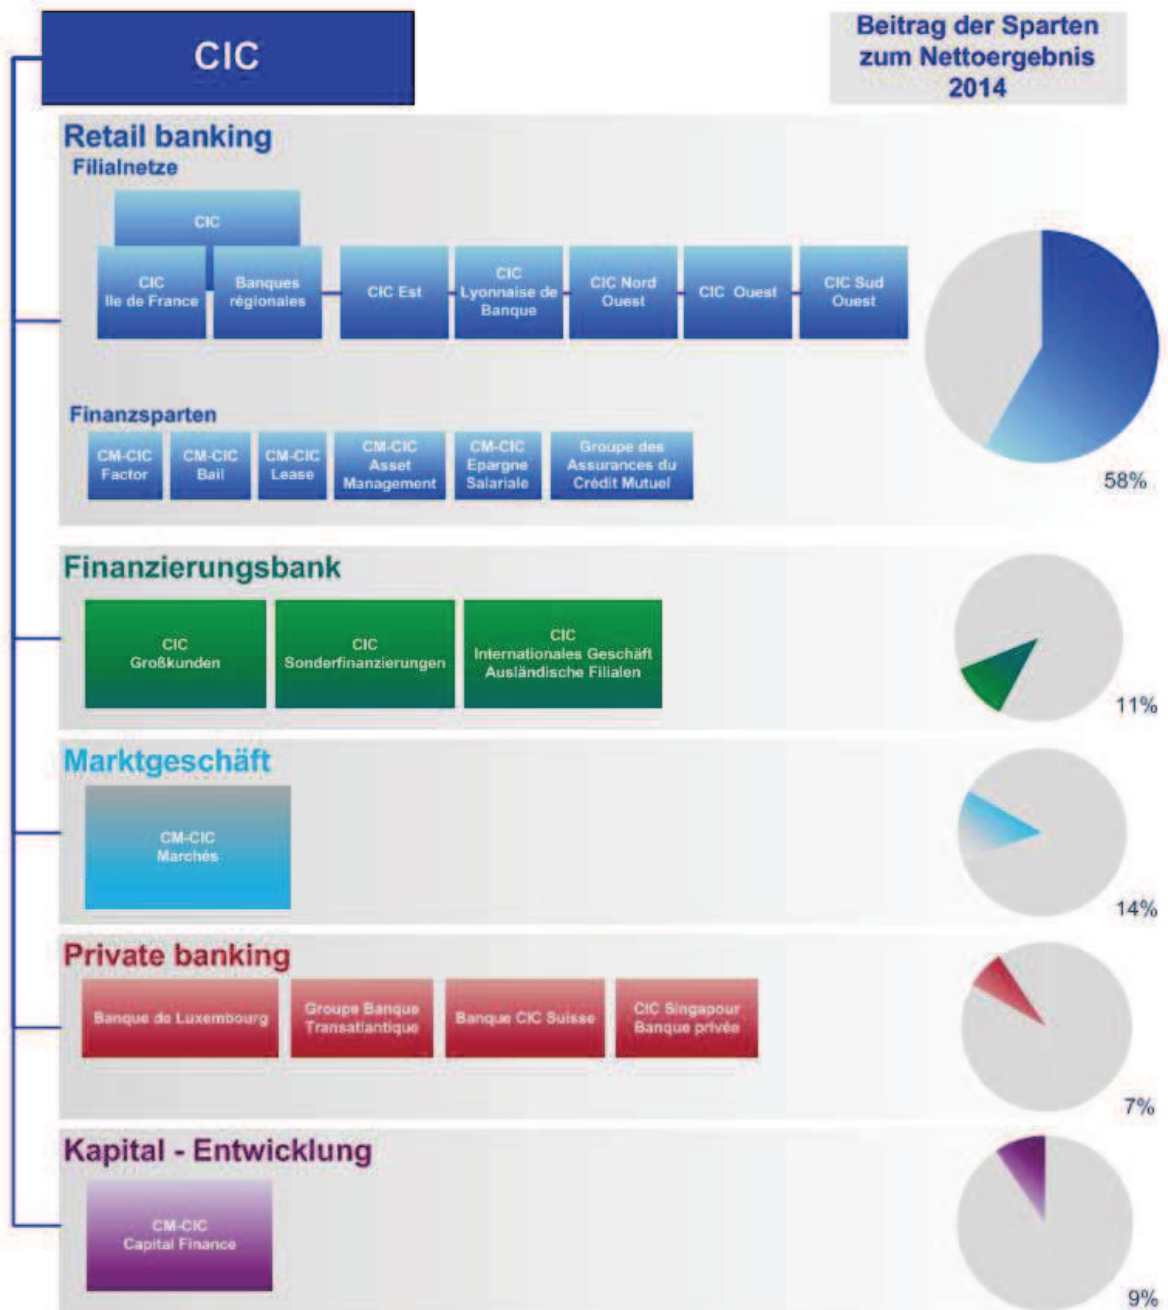 CIC
Beitrag der Sparten
zum Nettoergebnis
2014
Retail banking
Filialnetze
CIC
CIC
Ile de France
Banques
régionales
CIC Est
CIC
Lyonnaise de
Banque
CIC Nord
Ouest
CIC Ouest
CIC Sud
Ouest
58%
Finanzsparten
CM-CIC
Factor
CM-CIC
Bail
CM-CIC
Lease
CM-CIC
Asset
Management
CM-CIC
Epargne
Salariale
Groupe des
Assurances du
Crédit Mutuel
Finanzierungsbank
CIC
Großkunden
CIC
Sonderfinanzierungen
CIC
Internationales Geschäft
Ausländische Filialen
11%
Marktgeschäft
CM-CIC
Marchés
14%
Private banking
Banque de Luxembourg
Groupe Banque
Transatlantique
Banque CIC Suisse
CIC Singapour
Banque privée
7%
Kapital - Entwicklung
CM-CIC
Capital Finance
9%